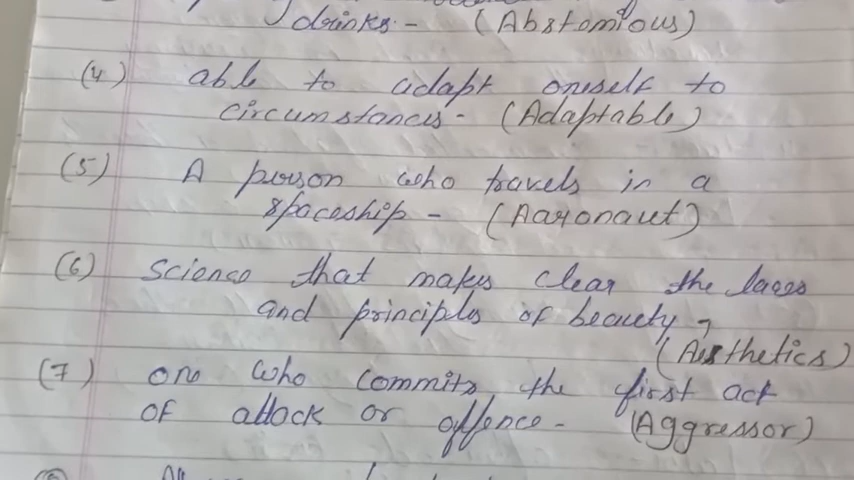 drinks. - (Abstomious)
(4) able to adapt oneself to
circumstances - (Adaptable)
(5) A person who travels in a
spaceship - (Aaronaut)
(6) Science that makes clear the laws
and principles of beauty -
(Aesthetics)
(7) one who commits the first act
of attack or offence - (Aggressor)